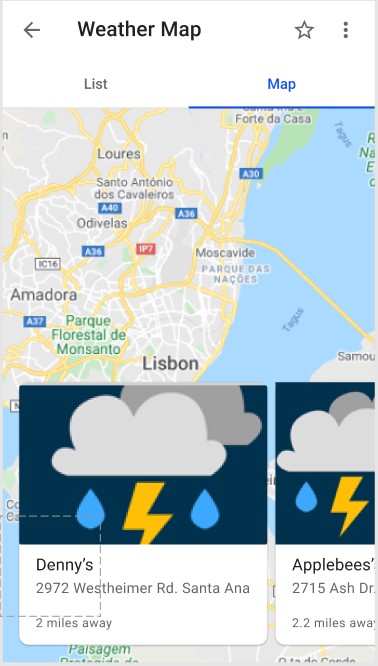 Weather Map
List
Map
Forte da Casa
Tagus
Loures
A30
Santo António
dos Cavaleiros
A40
A36
Odivelas
A36
IP7
Moscavide
IC16
PARQUE DAS
NAÇÕES
Amadora
A37
Parque
Florestal de
Monsanto
Tagus
Lisbon
Samou
Denny's
2972 Westheimer Rd. Santa Ana
2 miles away
Applebees'
2715 Ash Dr.
2.2 miles away
Paisagem